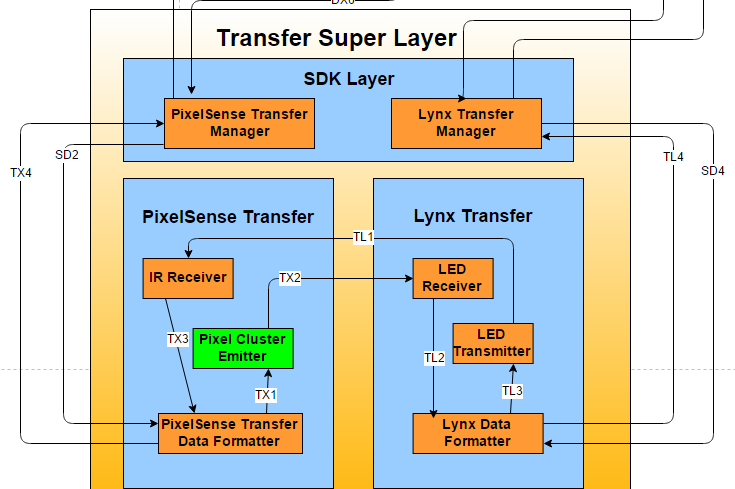 DX6
Transfer Super Layer
SDK Layer
PixelSense Transfer
Manager
Lynx Transfer
Manager
TX4
SD2
TL4
SD4
PixelSense Transfer
Lynx Transfer
TL1
IR Receiver
TX2
LED
Receiver
TX3
Pixel Cluster
Emitter
LED
Transmitter
TL2
TX1
TL3
PixelSense Transfer
Data Formatter
Lynx Data
Formatter